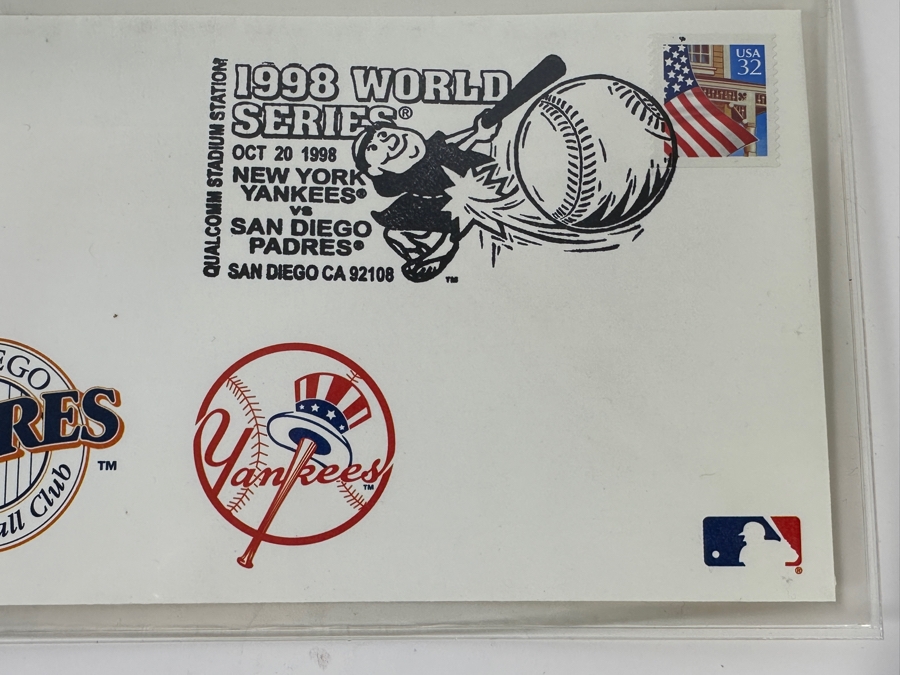 QUALCOMM STADIUM STATION
1998 WORLD
SERIES®
OCT 20 1998
NEW YORK
YANKEES®
vs
SAN DIEGO
PADRES®
SAN DIEGO CA 92108
TM
USA
32
EGO
RES
TM
all Club
Yankees
TM
®